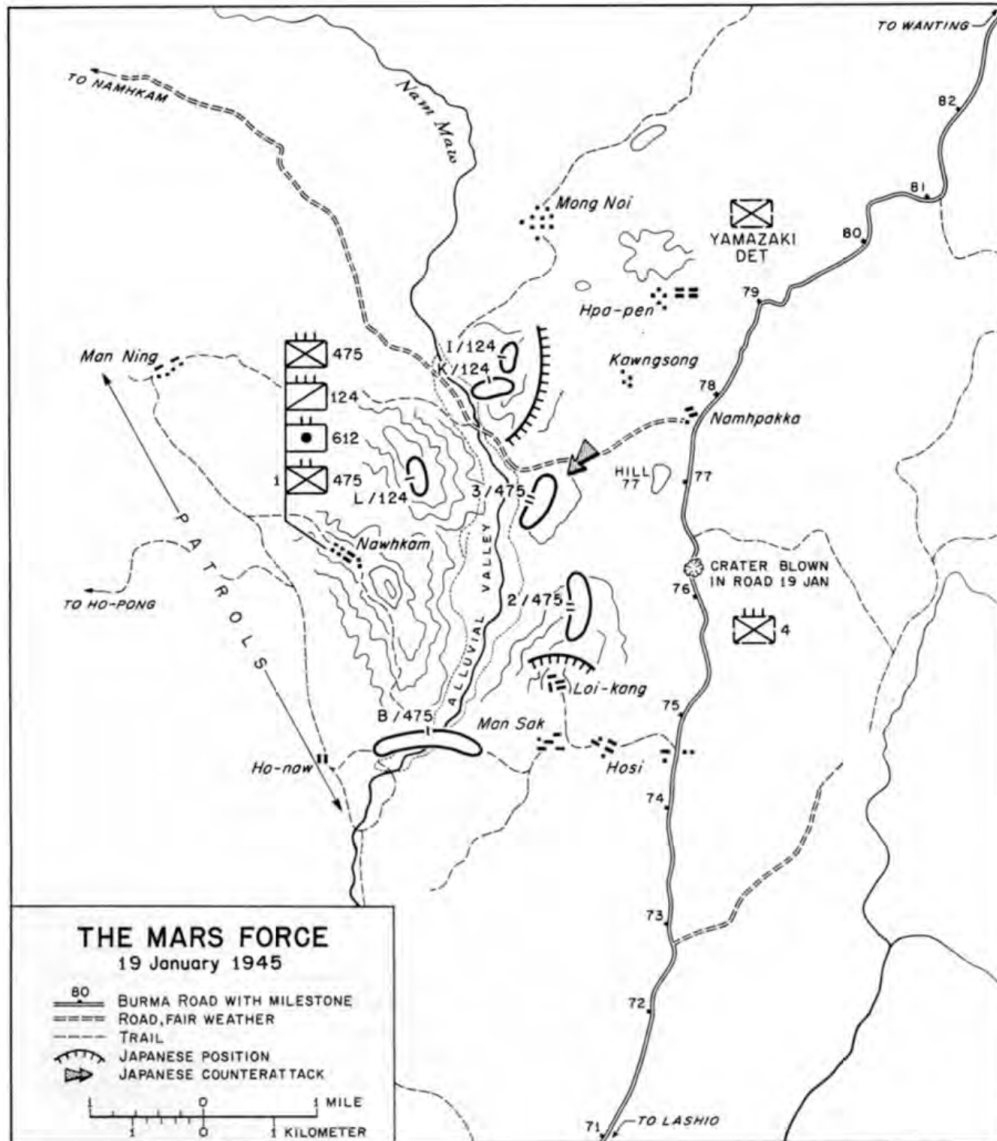 TO WANTING
TO NAMHKAM
Nam Maw
82
81
Mong Noi
80
YAMAZAKI
DET
79
Hpa-pen
I/124
K/124
475
Man Ning
Kawngsong
78
124
Namhpakka
612
HILL
77
77
1
475
L/124
3/475
PATROLS
Nawhkam
CRATER BLOWN
IN ROAD 19 JAN
76
TO HO-PONG
2/475
4
ALLUVIAL VALLEY
Loi-kang
B/475
75
Man Sak
Ho-naw
Hosi
74
73
72
71
TO LASHIO
THE MARS FORCE
19 January 1945
80 BURMA ROAD WITH MILESTONE
ROAD, FAIR WEATHER
TRAIL
JAPANESE POSITION
JAPANESE COUNTERATTACK
1 0 1 MILE
1 0 1 KILOMETER